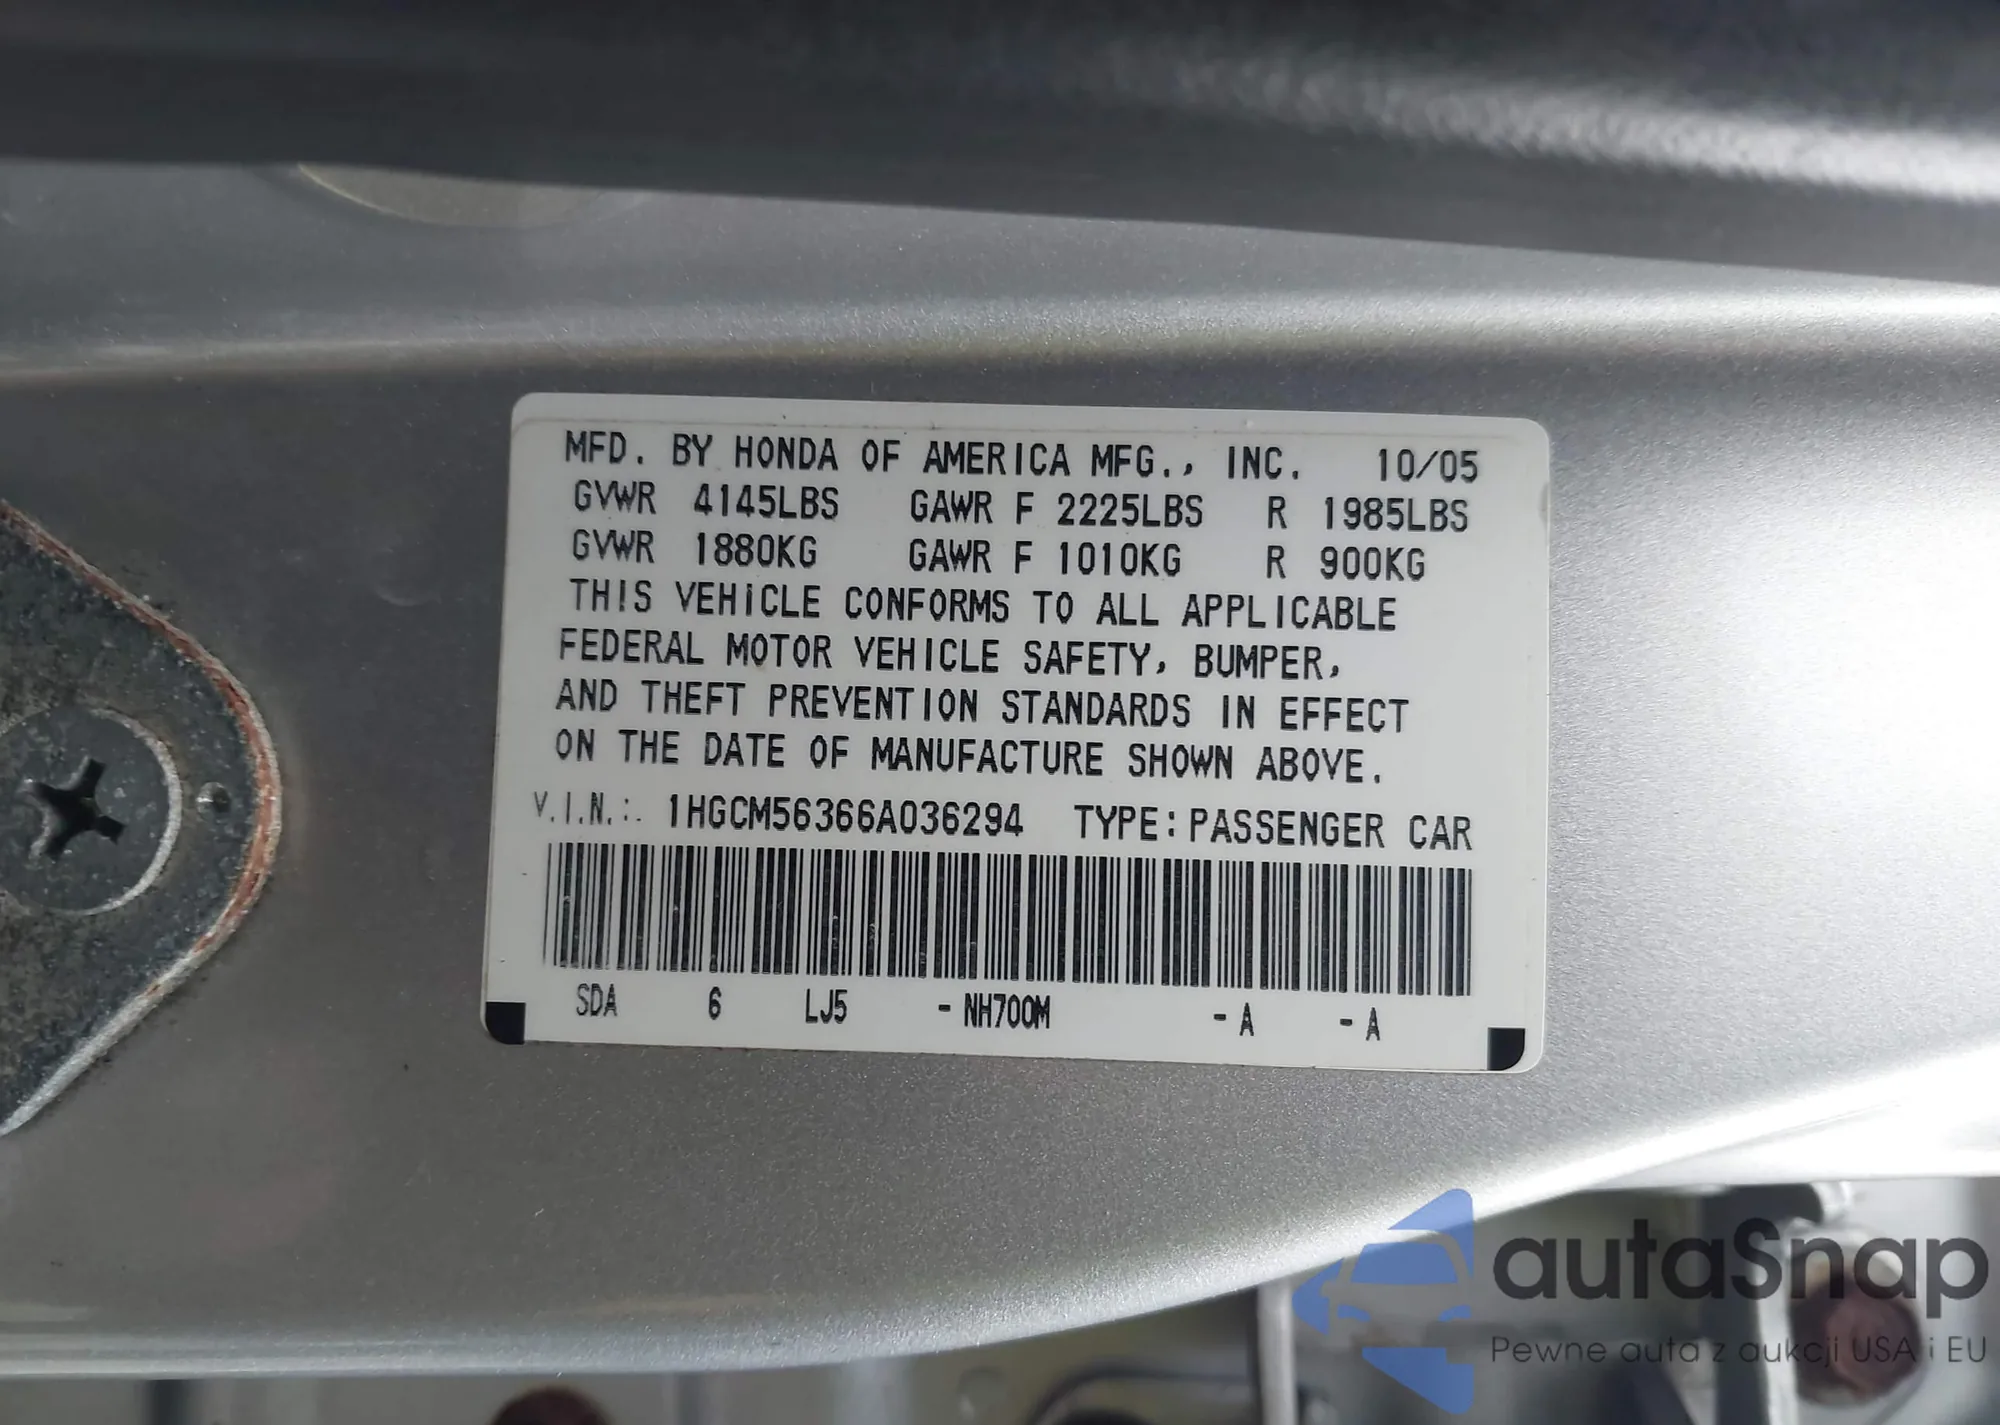 MFD. BY HONDA OF AMERICA MFG., INC. 10/05
GVWR 4145LBS GAWR F 2225LBS R 1985LBS
GVWR 1880KG GAWR F 1010KG R 900KG
THIS VEHICLE CONFORMS TO ALL APPLICABLE
FEDERAL MOTOR VEHICLE SAFETY, BUMPER,
AND THEFT PREVENTION STANDARDS IN EFFECT
ON THE DATE OF MANUFACTURE SHOWN ABOVE.
V.I.N.: 1HGCM56366A036294 TYPE:PASSENGER CAR
SDA 6 LJ5 -NH700M -A -A
autaSnap
Pewne auta z aukcji USA i EU